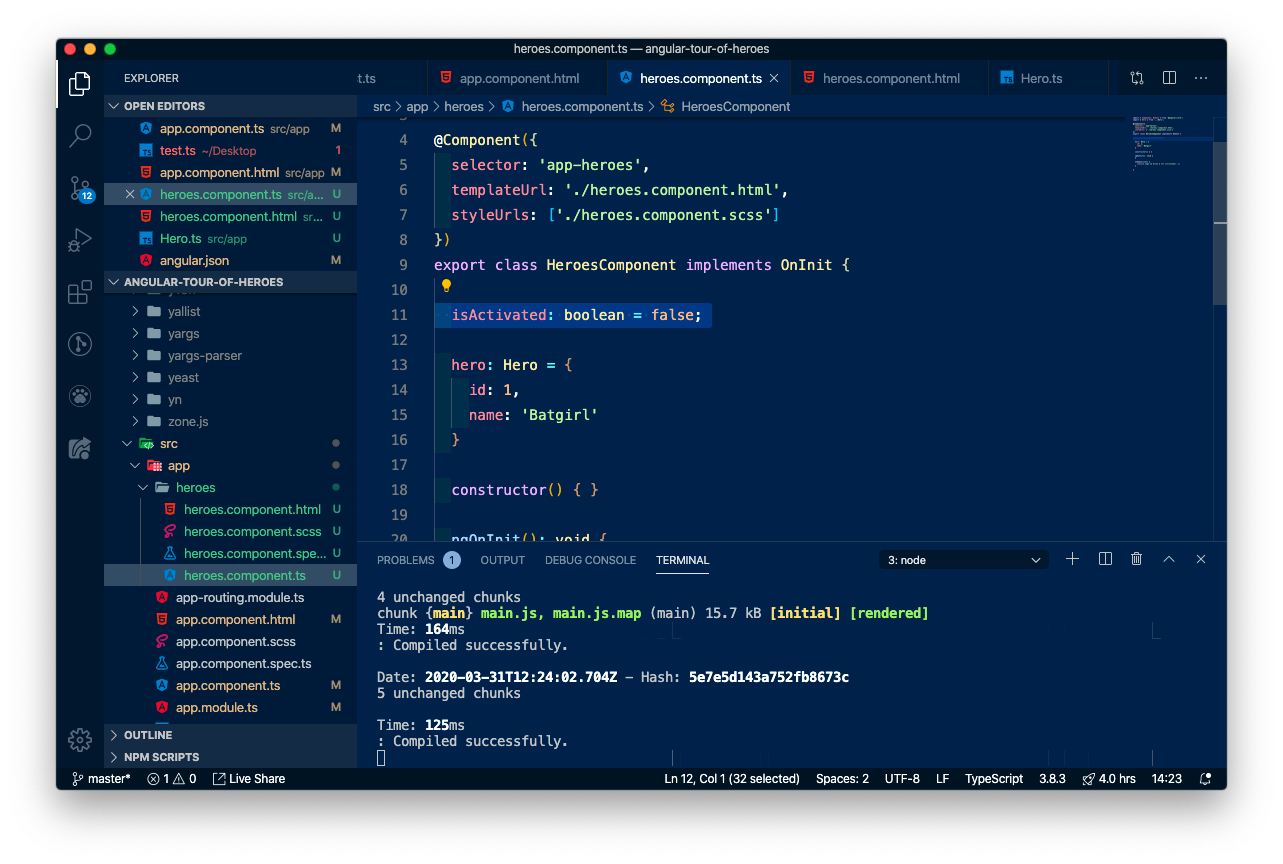 heroes.component.ts — angular-tour-of-heroes
EXPLORER
t.ts
app.component.html
heroes.component.ts
heroes.component.html
Hero.ts
src > app > heroes > heroes.component.ts > HeroesComponent
OPEN EDITORS
app.component.ts src/app M
test.ts ~/Desktop 1
app.component.html src/app M
heroes.component.ts src/a... U
heroes.component.html sr... U
Hero.ts src/app U
angular.json M
12
ANGULAR-TOUR-OF-HEROES
yallist
yargs
yargs-parser
yeast
yn
zone.js
src
app
heroes
heroes.component.html U
heroes.component.scss U
heroes.component.spe... U
heroes.component.ts U
app-routing.module.ts
app.component.html M
app.component.scss
app.component.spec.ts
app.component.ts M
app.module.ts M
OUTLINE
NPM SCRIPTS
4 @Component({
5 selector: 'app-heroes',
6 templateUrl: './heroes.component.html',
7 styleUrls: ['./heroes.component.scss']
8 })
9 export class HeroesComponent implements OnInit {
10
11 isActivated: boolean = false;
12
13 hero: Hero = {
14 id: 1,
15 name: 'Batgirl'
16 }
17
18 constructor() { }
19
20 ngOnInit(): void {
PROBLEMS 1 OUTPUT DEBUG CONSOLE TERMINAL 3: node
4 unchanged chunks
chunk {main} main.js, main.js.map (main) 15.7 kB [initial] [rendered]
Time: 164ms
: Compiled successfully.
Date: 2020-03-31T12:24:02.704Z - Hash: 5e7e5d143a752fb8673c
5 unchanged chunks
Time: 125ms
: Compiled successfully.
master* 1 0 Live Share Ln 12, Col 1 (32 selected) Spaces: 2 UTF-8 LF TypeScript 3.8.3 4.0 hrs 14:23